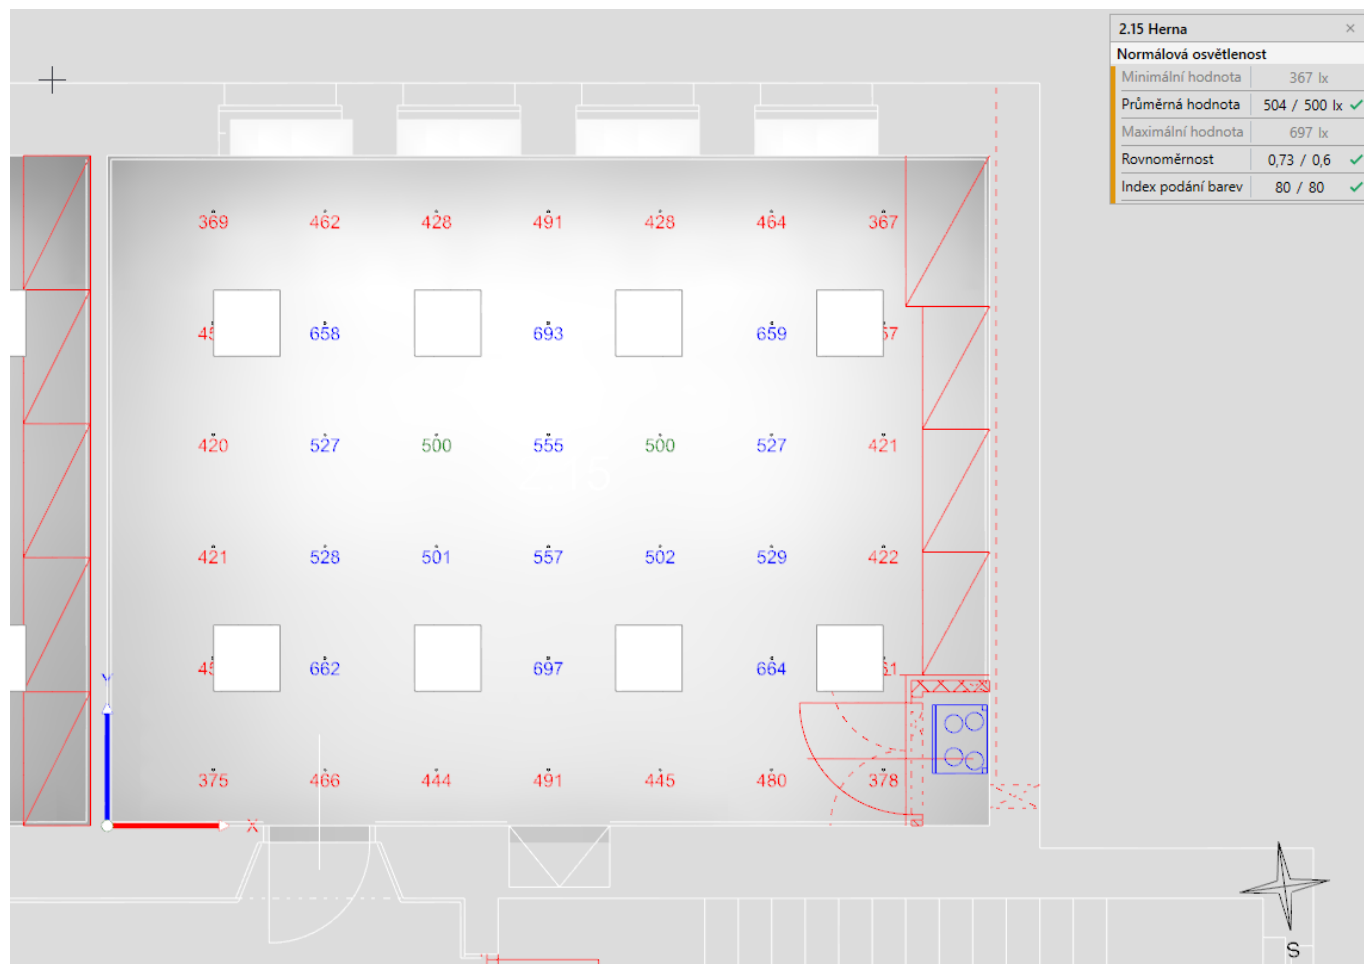 2.15 Herna ×
Normálová osvětlenost
Minimální hodnota 367 lx
Průměrná hodnota 504 / 500 lx ✓
Maximální hodnota 697 lx
Rovnoměrnost 0,73 / 0,6 ✓
Index podání barev 80 / 80 ✓
369 462 428 491 428 464 367
658 693 659
420 527 500 555 500 527 421
2.15
421 528 501 557 502 529 422
662 697 664
Y
375 466 444 491 445 480 378
X
S